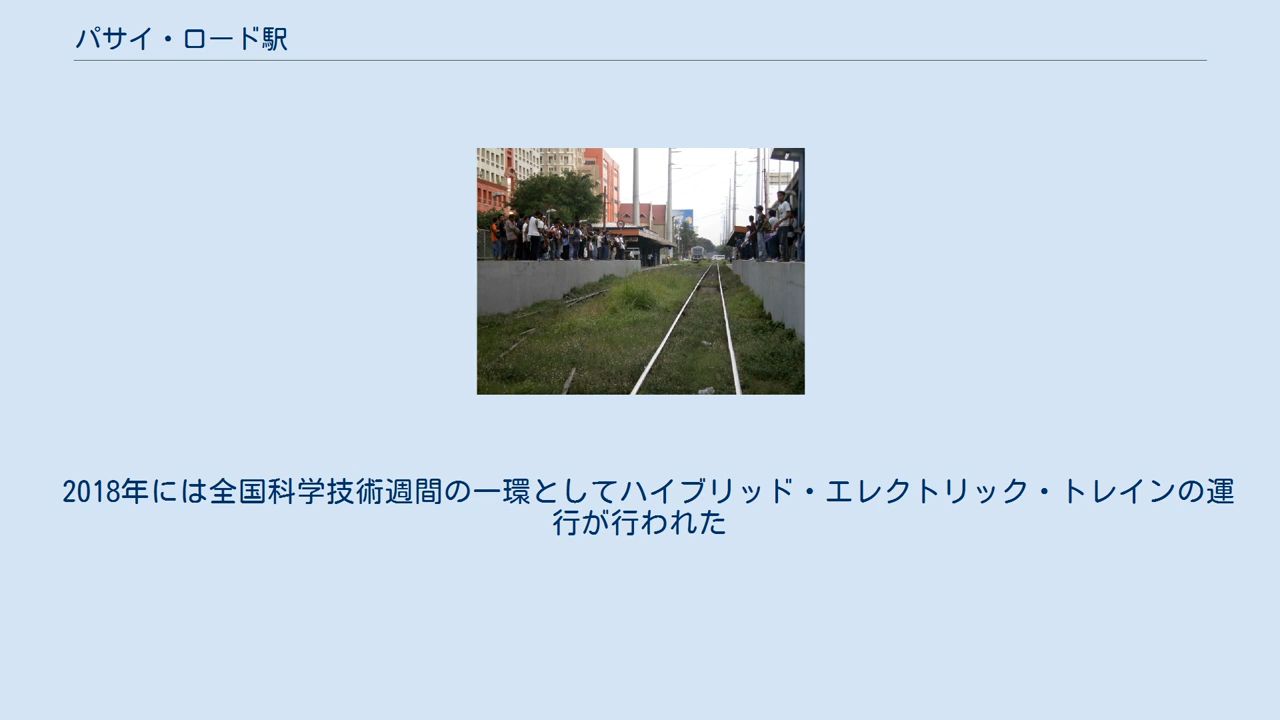 パサイ・ロード駅
2018年には全国科学技術週間の一環としてハイブリッド・エレクトリック・トレインの運
行が行われた